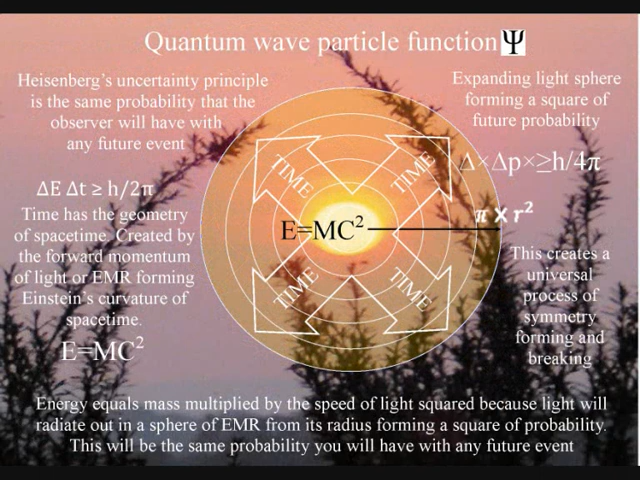 Quantum wave particle function Ψ
Heisenberg's uncertainty principle
is the same probability that the
observer will have with
any future event
ΔE Δt ≥ h/2π
Time has the geometry
of spacetime. Created by
the forward momentum
of light or EMR forming
Einstein's curvature of
spacetime.
E=MC²
TIME
TIME
E=MC²
TIME
TIME
Expanding light sphere
forming a square of
future probability
Δ×Δp×≥h/4π
π X r²
This creates a
universal
process of
symmetry
forming and
breaking
Energy equals mass multiplied by the speed of light squared because light will
radiate out in a sphere of EMR from its radius forming a square of probability.
This will be the same probability you will have with any future event